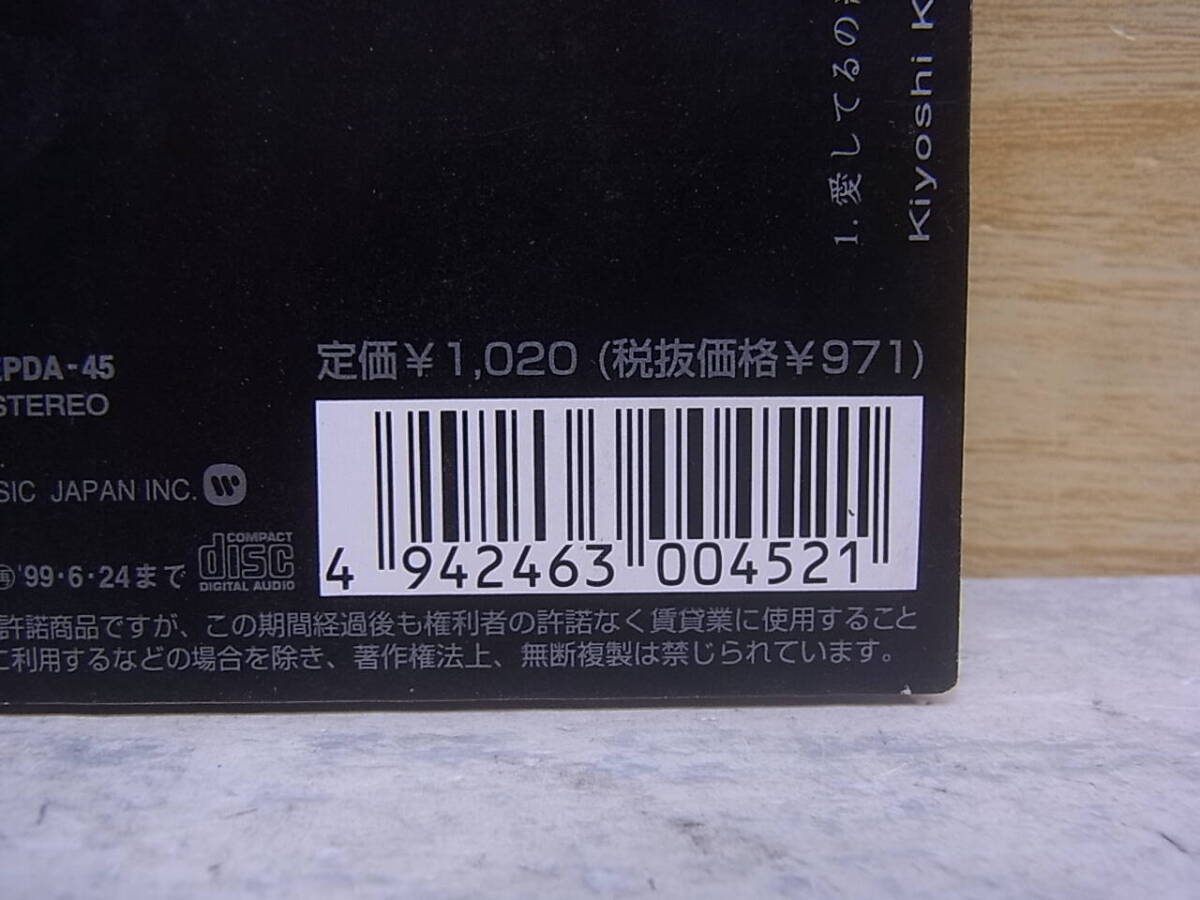 1. 愛してるの
Kiyoshi K
定価￥1,020 (税抜価格￥971)
EPDA-45
STEREO
SIC JAPAN INC.
COMPACT
disc
DIGITAL AUDIO
'99・6・24まで
4 942463 004521
許諾商品ですが、この期間経過後も権利者の許諾なく賃貸業に使用すること
に利用するなどの場合を除き、著作権法上、無断複製は禁じられています。